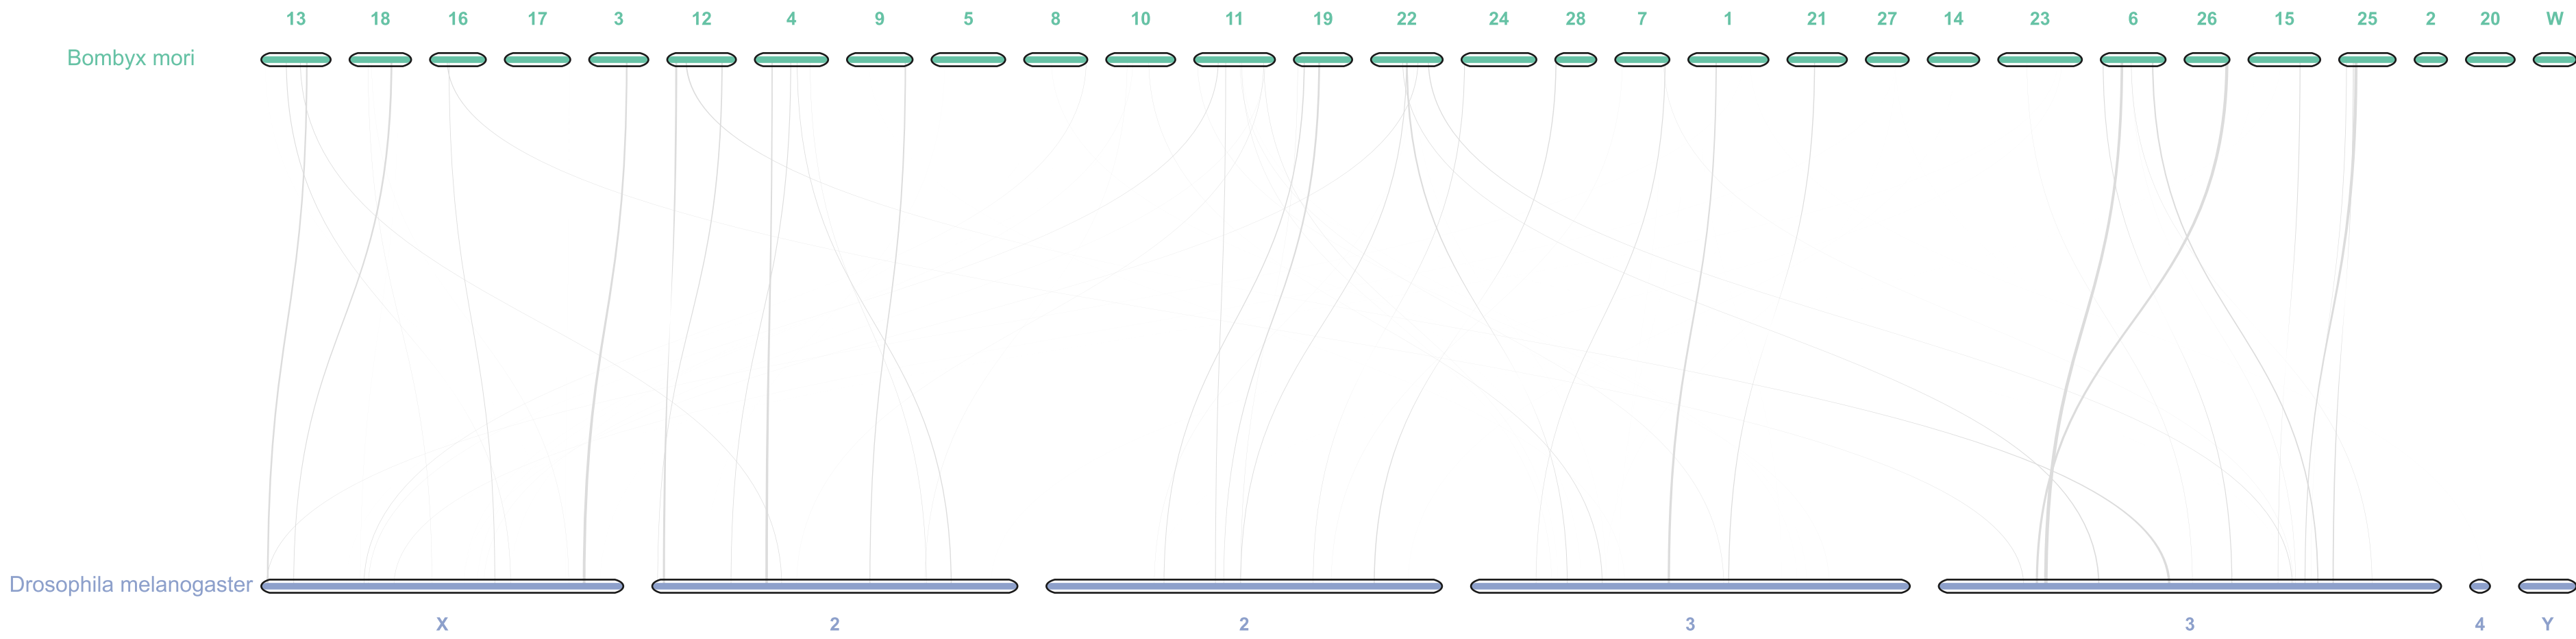 13 18 16 17 3 12 4 9 5 8 10 11 19 22 24 28 7 1 21 27 14 23 6 26 15 25 2 20 W
Bombyx mori
Drosophila melanogaster
X 2 2 3 3 4 Y